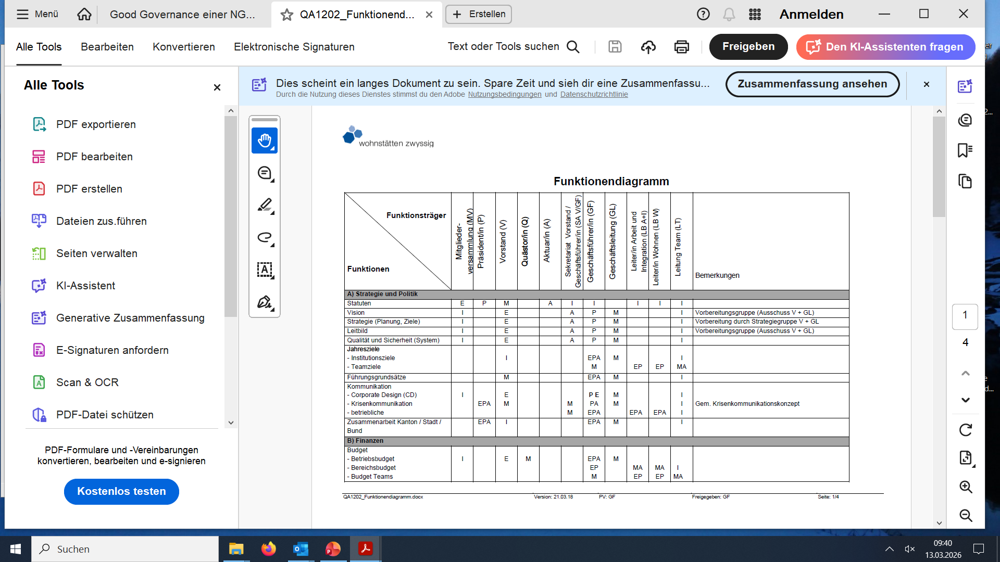 Menü
Good Governance einer NG...
QA1202_Funktionend...
Erstellen
Anmelden
Alle Tools
Bearbeiten
Konvertieren
Elektronische Signaturen
Text oder Tools suchen
Freigeben
Den KI-Assistenten fragen
Alle Tools
PDF exportieren
PDF bearbeiten
PDF erstellen
Dateien zus.führen
Seiten verwalten
KI-Assistent
Generative Zusammenfassung
E-Signaturen anfordern
Scan & OCR
PDF-Datei schützen
PDF-Formulare und -Vereinbarungen
konvertieren, bearbeiten und e-signieren
Kostenlos testen
Dies scheint ein langes Dokument zu sein. Spare Zeit und sieh dir eine Zusammenfassu...
Durch die Nutzung dieses Dienstes stimmst du den Adobe Nutzungsbedingungen und Datenschutzrichtlinie
Zusammenfassung ansehen
wohnstätten zwyssig
Funktionendiagramm
Funktionsträger
Funktionen
Mitglieder-
versammlung (MV)
Präsident/in (P)
Vorstand (V)
Quästor/in (Q)
Aktuar/in (A)
Sekretariat Vorstand /
Geschäftsführer/in (SA V/GF)
Geschäftsführer/in (GF)
Geschäftsleitung (GL)
Leiter/in Arbeit und
Integration (LB A+I)
Leiter/in Wohnen (LB W)
Leitung Team (LT)
Bemerkungen
A) Strategie und Politik
Statuten E P M A I I I I I
Vision I E A P M I Vorbereitungsgruppe (Ausschuss V + GL)
Strategie (Planung, Ziele) I E A P M I Vorbereitung durch Strategiegruppe V + GL
Leitbild I E A P M I Vorbereitungsgruppe (Ausschuss V + GL)
Qualität und Sicherheit (System) I E A P M I
Jahresziele
- Institutionsziele I EPA M I
- Teamziele M EP EP MA
Führungsgrundsätze M EPA M I
Kommunikation
- Corporate Design (CD) I E P E M I
- Krisenkommunikation EPA M M PA M I Gem. Krisenkommunikationskonzept
- betriebliche M EPA EPA EPA I
Zusammenarbeit Kanton / Stadt / EPA I EPA M I
Bund
B) Finanzen
Budget
- Betriebsbudget I E M EPA M
- Bereichsbudget EP MA MA I
- Budget Teams M EP EP MA
QA1202_Funktionendiagramm.docx Version: 21.03.18 PV: GF Freigegeben: GF Seite: 1/4
1
4
Suchen
09:40
13.03.2026